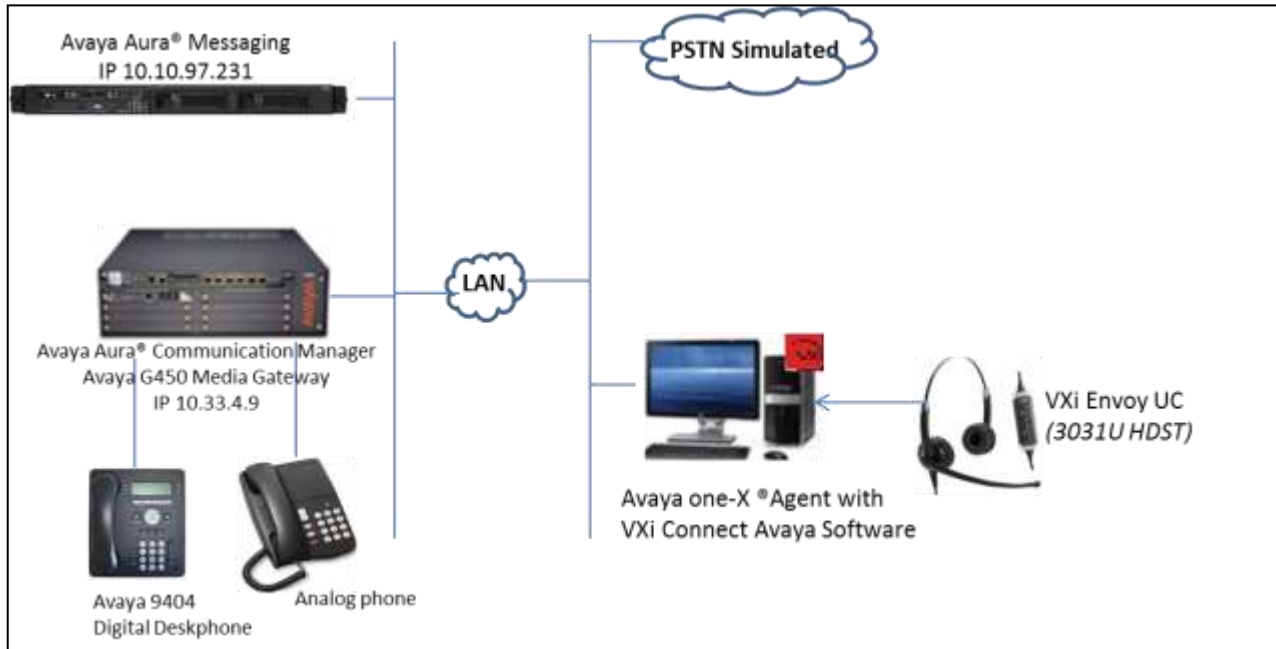 Avaya Aura® Messaging
IP 10.10.97.231
PSTN Simulated
LAN
Avaya Aura® Communication Manager
Avaya G450 Media Gateway
IP 10.33.4.9
VXi Envoy UC
(3031U HDST)
Avaya one-X ®Agent with
VXi Connect Avaya Software
Avaya 9404
Digital Deskphone
Analog phone